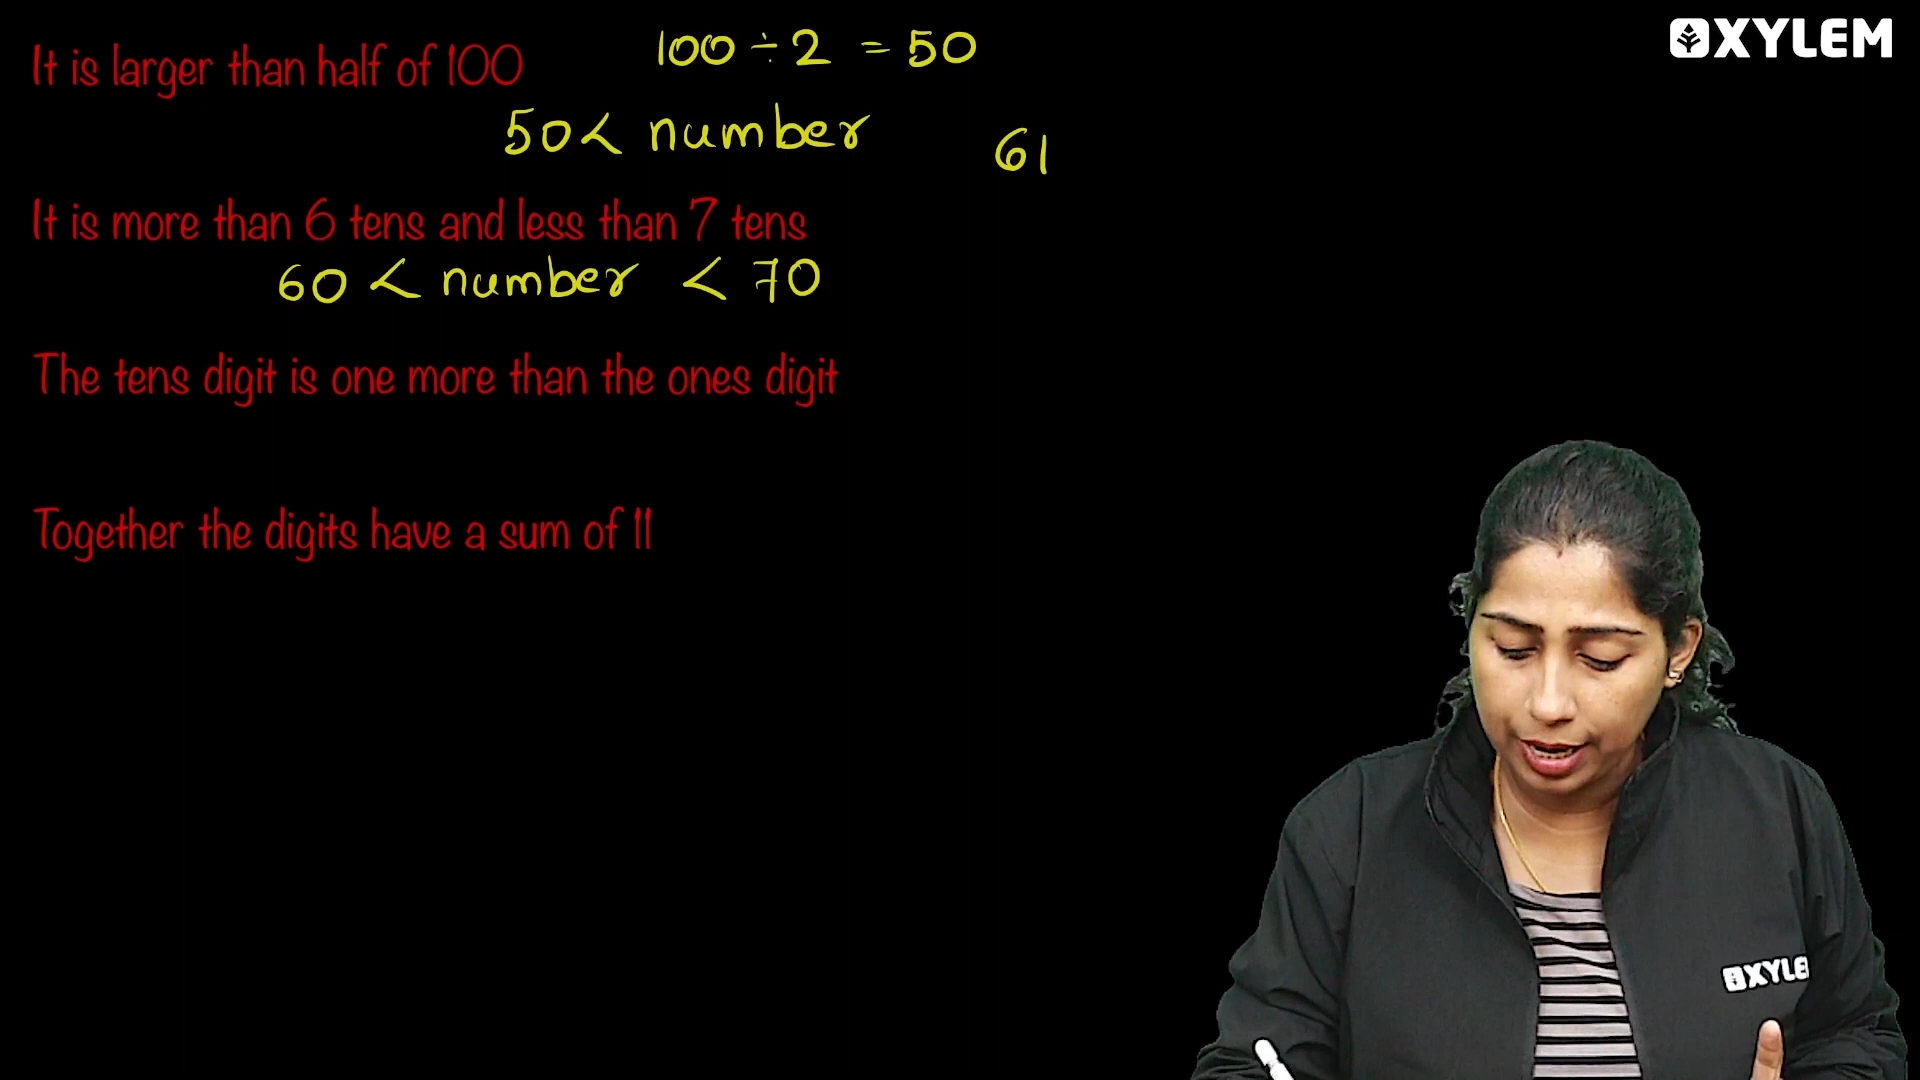 It is larger than half of 100
100 ÷ 2 = 50
OXYLEM
50 < number
61
It is more than 6 tens and less than 7 tens
60 < number < 70
The tens digit is one more than the ones digit
Together the digits have a sum of 11
OXYLE